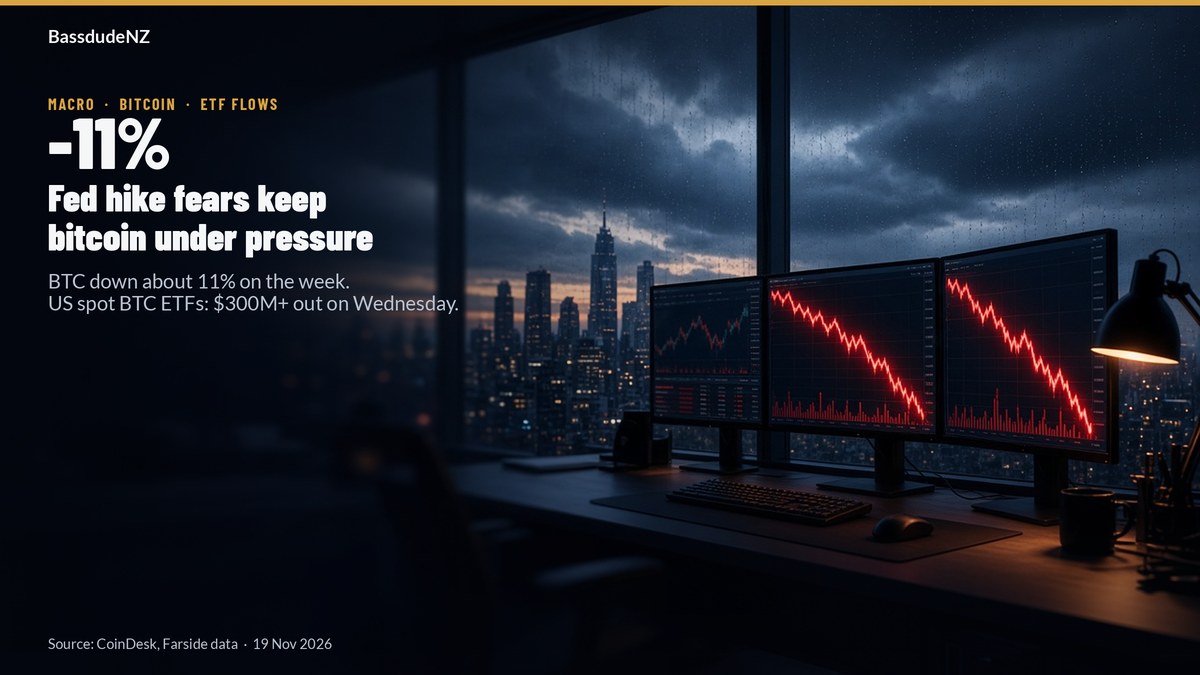 BassdudeNZ
MACRO · BITCOIN · ETF FLOWS
-11%
Fed hike fears keep
bitcoin under pressure
BTC down about 11% on the week.
US spot BTC ETFs: $300M+ out on Wednesday.
Source: CoinDesk, Farside data · 19 Nov 2026